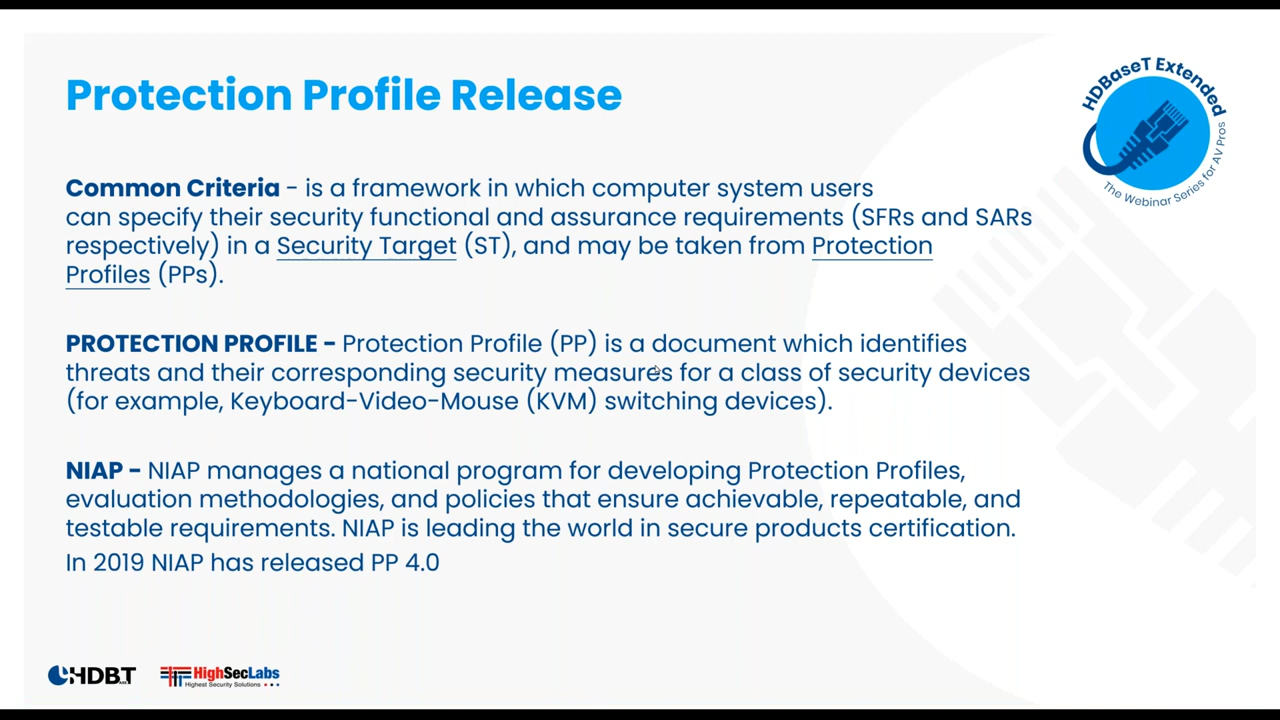 Protection Profile Release
HDBaseT Extended
The Webinar Series for AV Pros
Common Criteria - is a framework in which computer system users
can specify their security functional and assurance requirements (SFRs and SARs
respectively) in a Security Target (ST), and may be taken from Protection
Profiles (PPs).
PROTECTION PROFILE - Protection Profile (PP) is a document which identifies
threats and their corresponding security measures for a class of security devices
(for example, Keyboard-Video-Mouse (KVM) switching devices).
NIAP - NIAP manages a national program for developing Protection Profiles,
evaluation methodologies, and policies that ensure achievable, repeatable, and
testable requirements. NIAP is leading the world in secure products certification.
In 2019 NIAP has released PP 4.0
HDBT
HighSecLabs
Highest Security Solutions